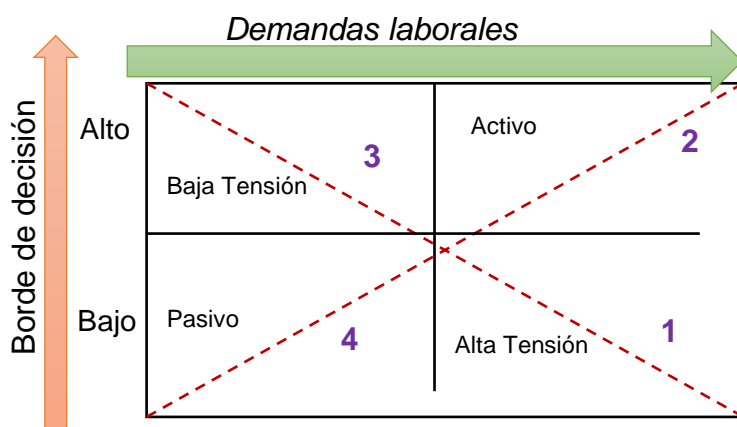 Demandas laborales
Borde de decisión
Alto
Activo
2
3
Baja Tensión
Bajo
Pasivo
4
1
Alta Tensión